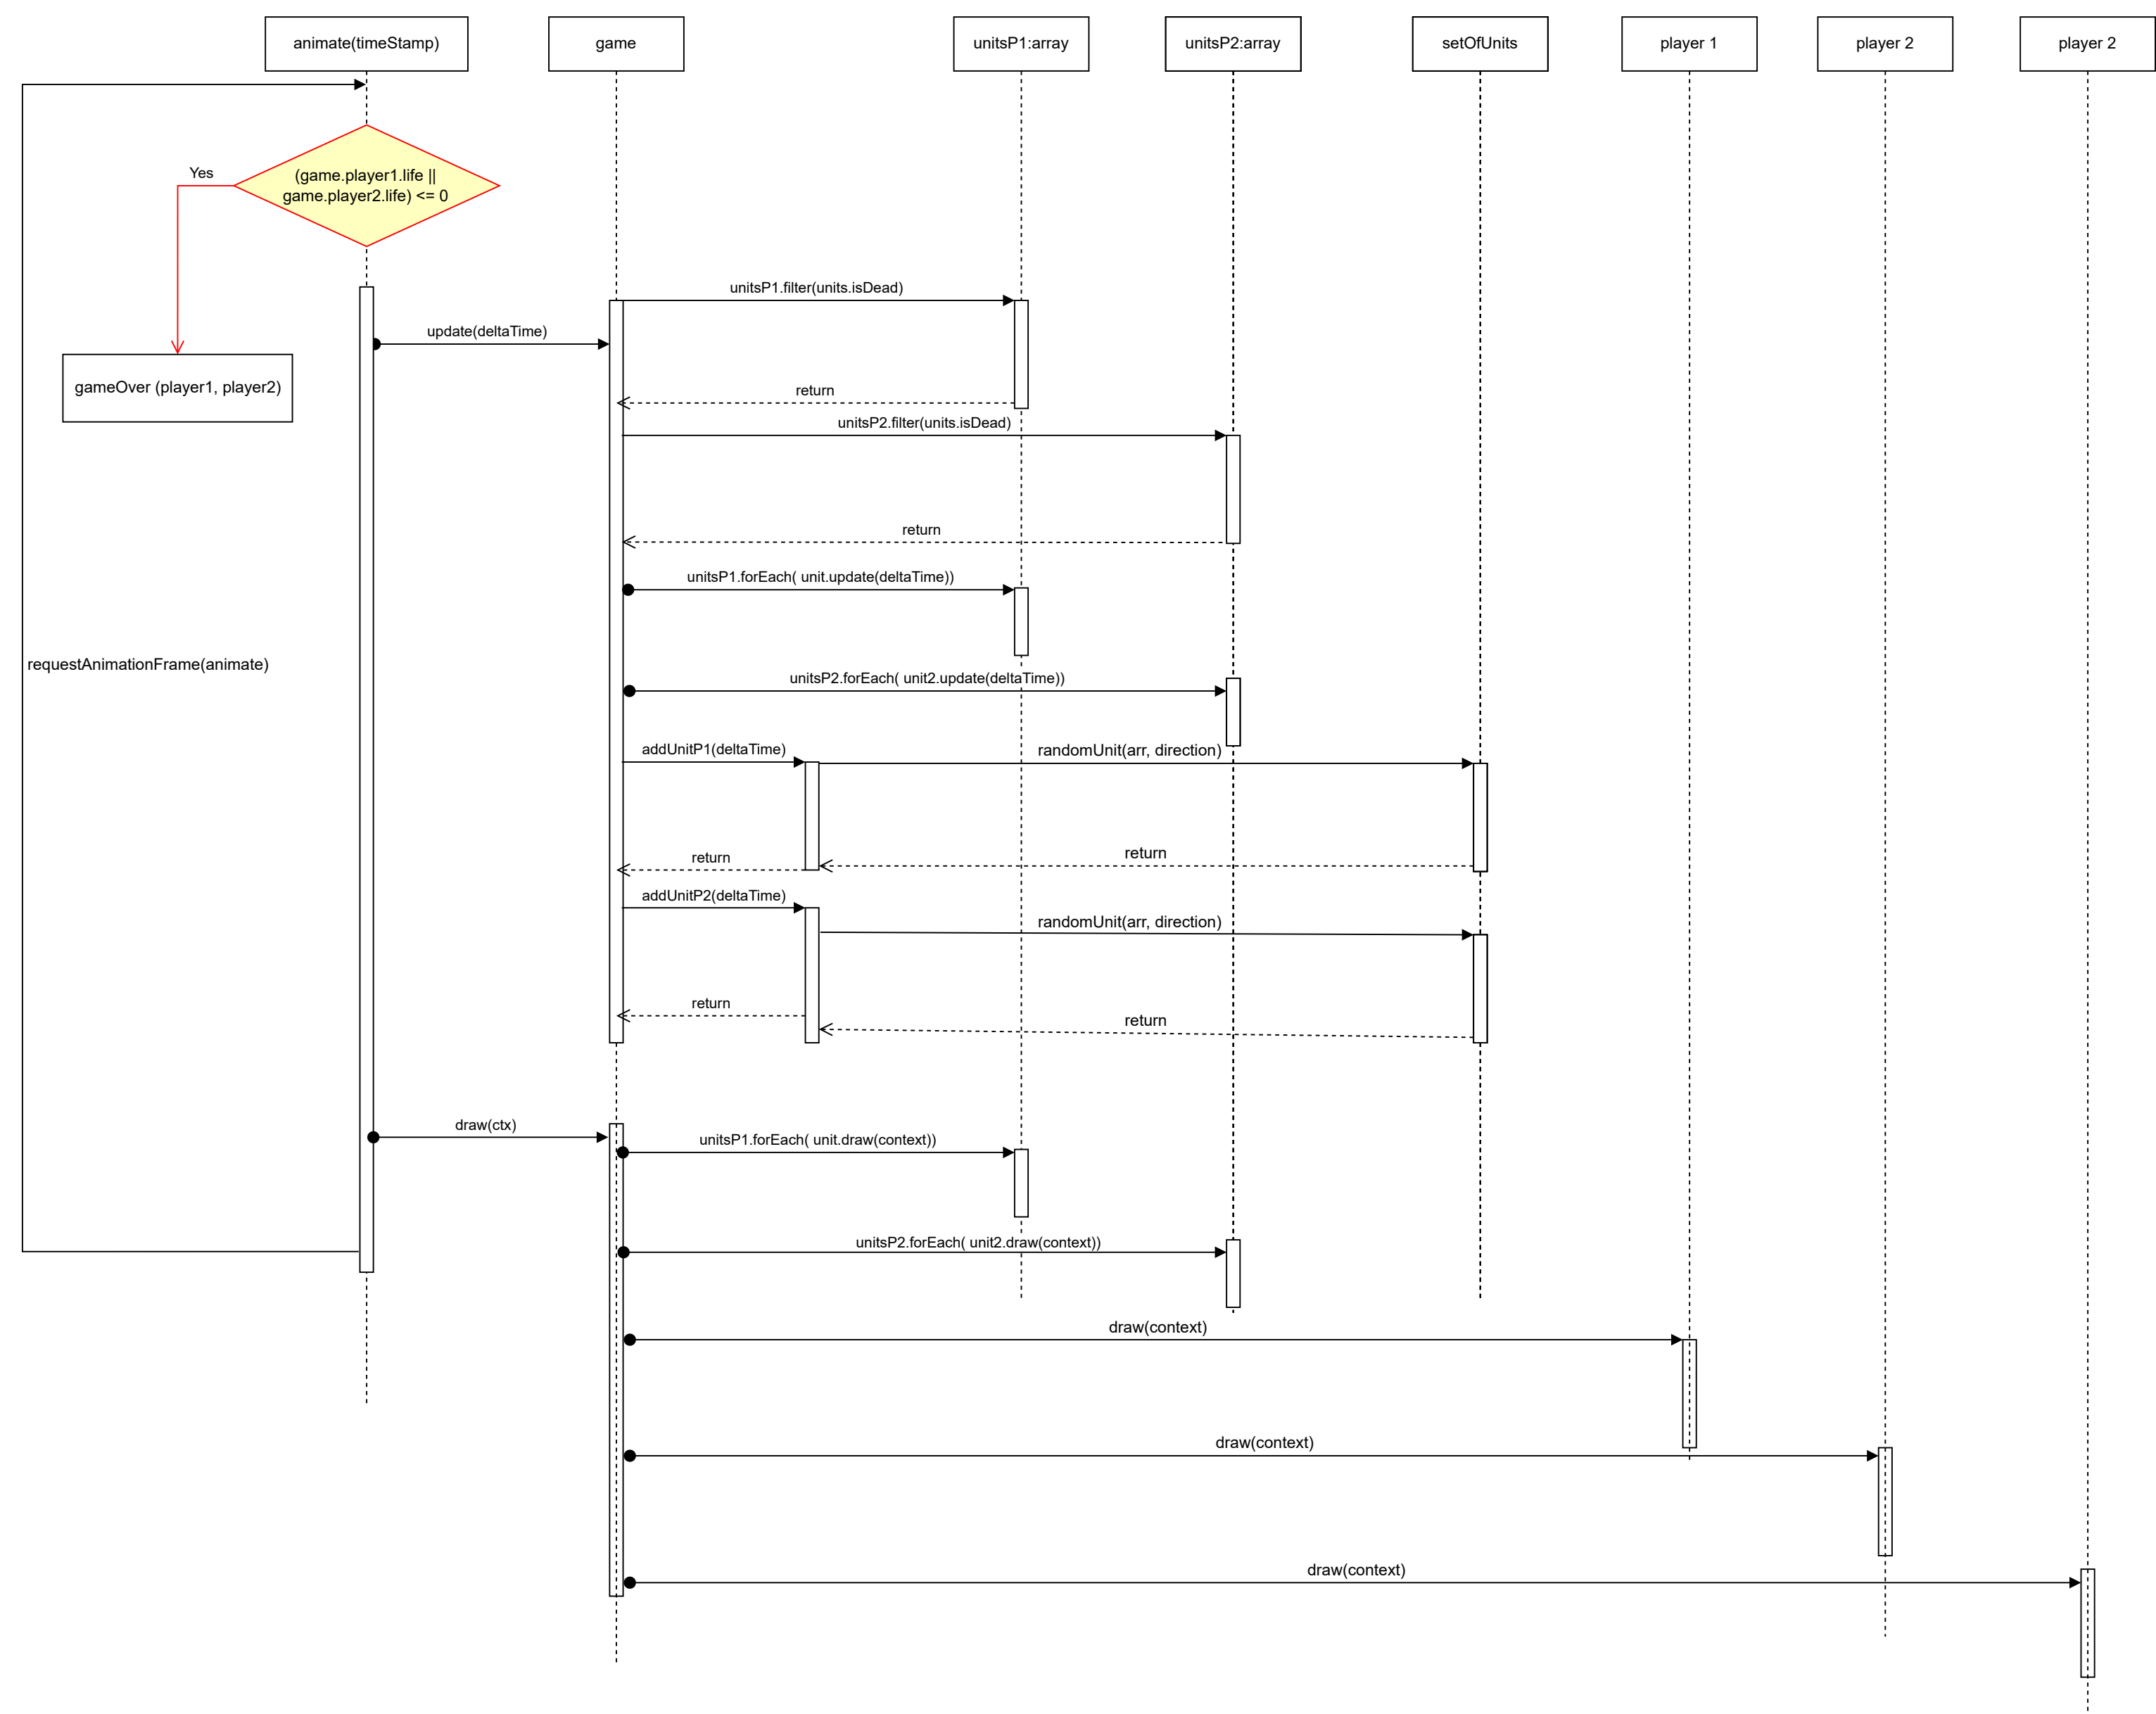 animate(timeStamp)
game
unitsP1:array
unitsP2:array
setOfUnits
player 1
player 2
player 2
Yes
(game.player1.life ||
game.player2.life) <= 0
unitsP1.filter(units.isDead)
update(deltaTime)
gameOver (player1, player2)
return
unitsP2.filter(units.isDead)
return
unitsP1.forEach( unit.update(deltaTime))
requestAnimationFrame(animate)
unitsP2.forEach( unit2.update(deltaTime))
addUnitP1(deltaTime)
randomUnit(arr, direction)
return
return
addUnitP2(deltaTime)
randomUnit(arr, direction)
return
return
draw(ctx)
unitsP1.forEach( unit.draw(context))
unitsP2.forEach( unit2.draw(context))
draw(context)
draw(context)
draw(context)